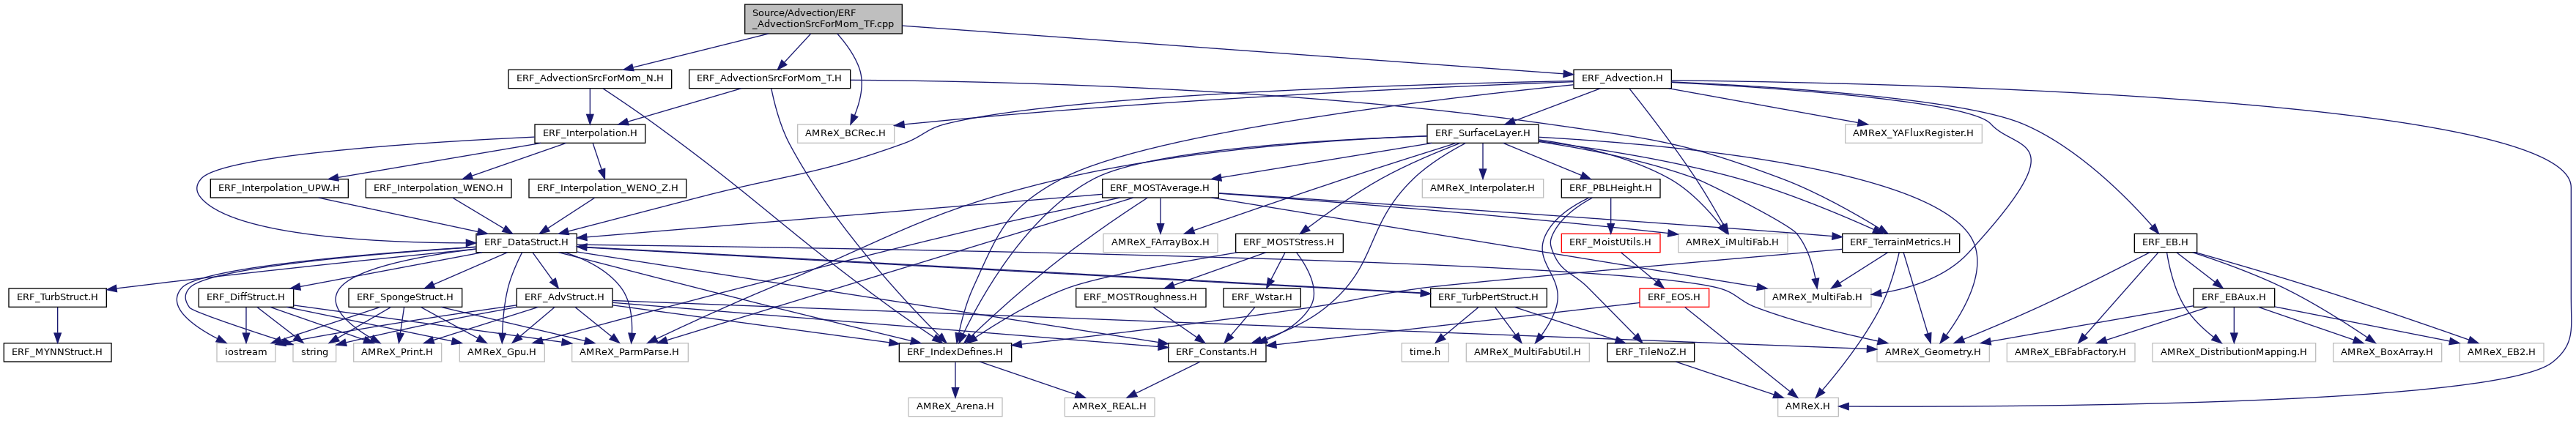 Source/Advection/ERF
_AdvectionSrcForMom_TF.cpp
ERF_AdvectionSrcForMom_N.H
ERF_AdvectionSrcForMom_T.H
ERF_Advection.H
ERF_Interpolation.H
AMReX_BCRec.H
ERF_SurfaceLayer.H
AMReX_YAFluxRegister.H
ERF_Interpolation_UPW.H
ERF_Interpolation_WENO.H
ERF_Interpolation_WENO_Z.H
ERF_MOSTAverage.H
AMReX_Interpolater.H
ERF_PBLHeight.H
ERF_DataStruct.H
AMReX_FArrayBox.H
ERF_MOSTStress.H
ERF_MoistUtils.H
AMReX_iMultiFab.H
ERF_TerrainMetrics.H
ERF_EB.H
ERF_TurbStruct.H
ERF_DiffStruct.H
ERF_SpongeStruct.H
ERF_AdvStruct.H
ERF_MOSTRoughness.H
ERF_Wstar.H
ERF_TurbPertStruct.H
ERF_EOS.H
AMReX_MultiFab.H
ERF_EBAux.H
ERF_MYNNStruct.H
iostream
string
AMReX_Print.H
AMReX_Gpu.H
AMReX_ParmParse.H
ERF_IndexDefines.H
ERF_Constants.H
time.h
AMReX_MultiFabUtil.H
ERF_TileNoZ.H
AMReX_Geometry.H
AMReX_EBFabFactory.H
AMReX_DistributionMapping.H
AMReX_BoxArray.H
AMReX_EB2.H
AMReX_Arena.H
AMReX_REAL.H
AMReX.H